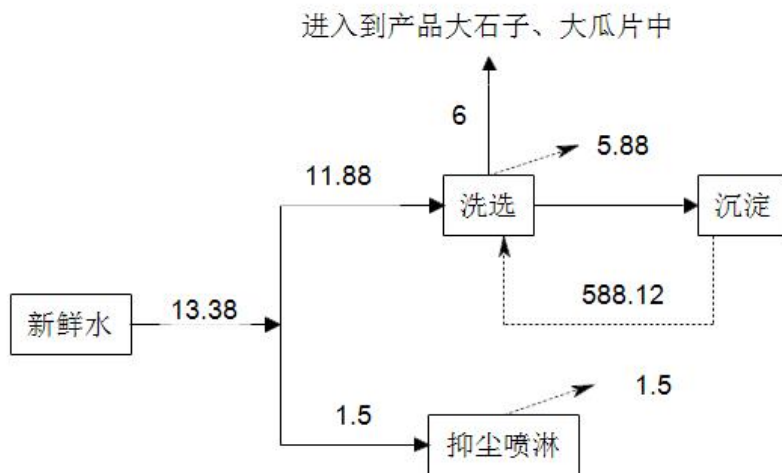 进入到产品大石子、大瓜片中
6
5.88
11.88
洗选
沉淀
588.12
新鲜水
13.38
1.5
1.5
抑尘喷淋